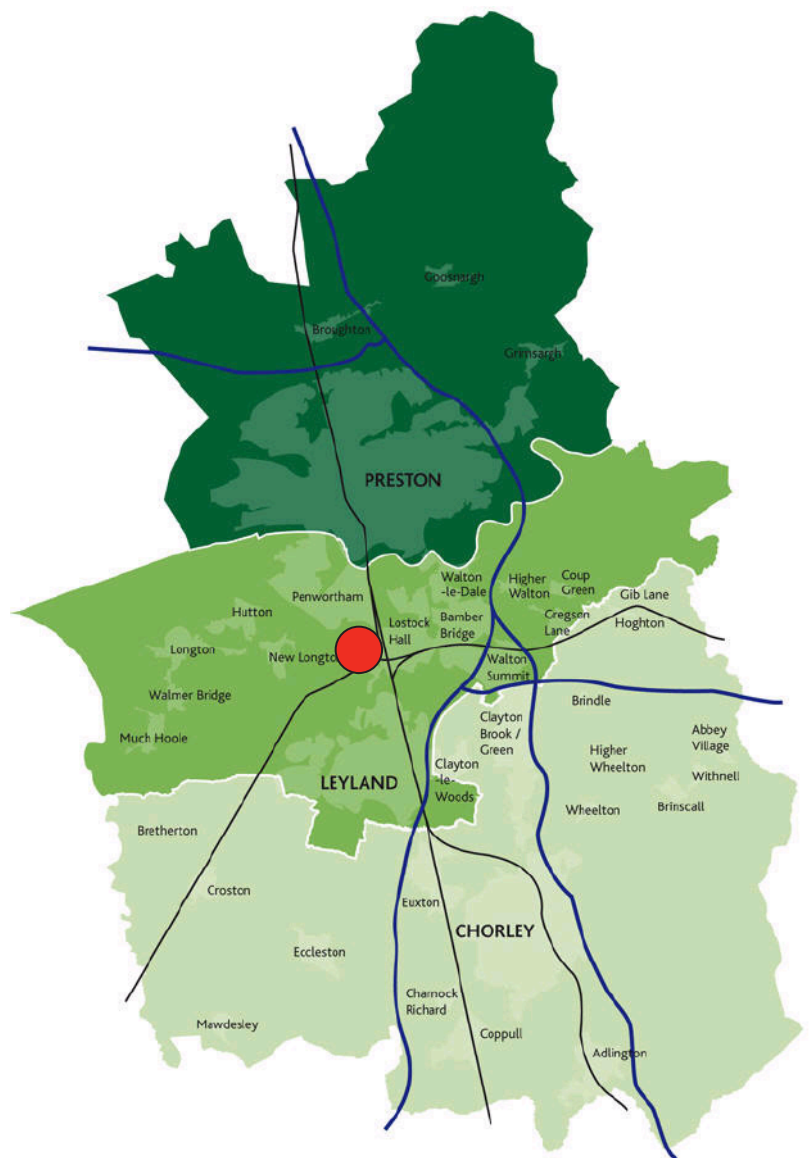 Goosnargh
Broughton
Grimsargh
PRESTON
Walton
-le-Dale
Higher
Walton
Coup
Green
Penwortham
Gib Lane
Hutton
Lostock
Hall
Bamber
Bridge
Gregson
Lane
Hoghton
Longton
New Longto
Walton
Summit
Walmer Bridge
Brindle
Much Hoole
Clayton
Brook /
Green
Abbey
Village
Higher
Wheelton
Clayton
-le-
Woods
Withnell
LEYLAND
Brinscall
Wheelton
Bretherton
Croston
Euxton
CHORLEY
Eccleston
Charnock
Richard
Mawdesley
Coppull
Adlington